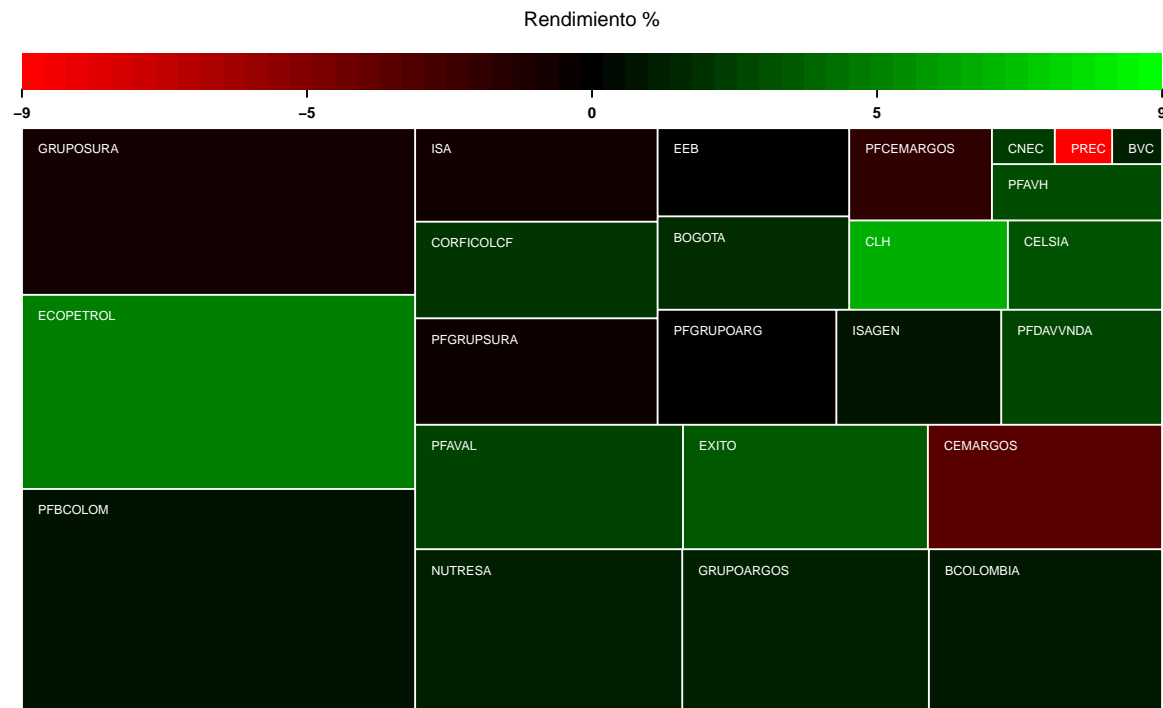 Rendimiento %
−9 −5 0 5 9
GRUPOSURA
ISA
EEB
PFCEMARGOS
CNEC
PREC
BVC
PFAVH
CORFICOLCF
BOGOTA
CLH
CELSIA
ECOPETROL
PFGRUPSURA
PFGRUPOARG
ISAGEN
PFDAVVNDA
PFAVAL
EXITO
CEMARGOS
PFBCOLOM
NUTRESA
GRUPOARGOS
BCOLOMBIA